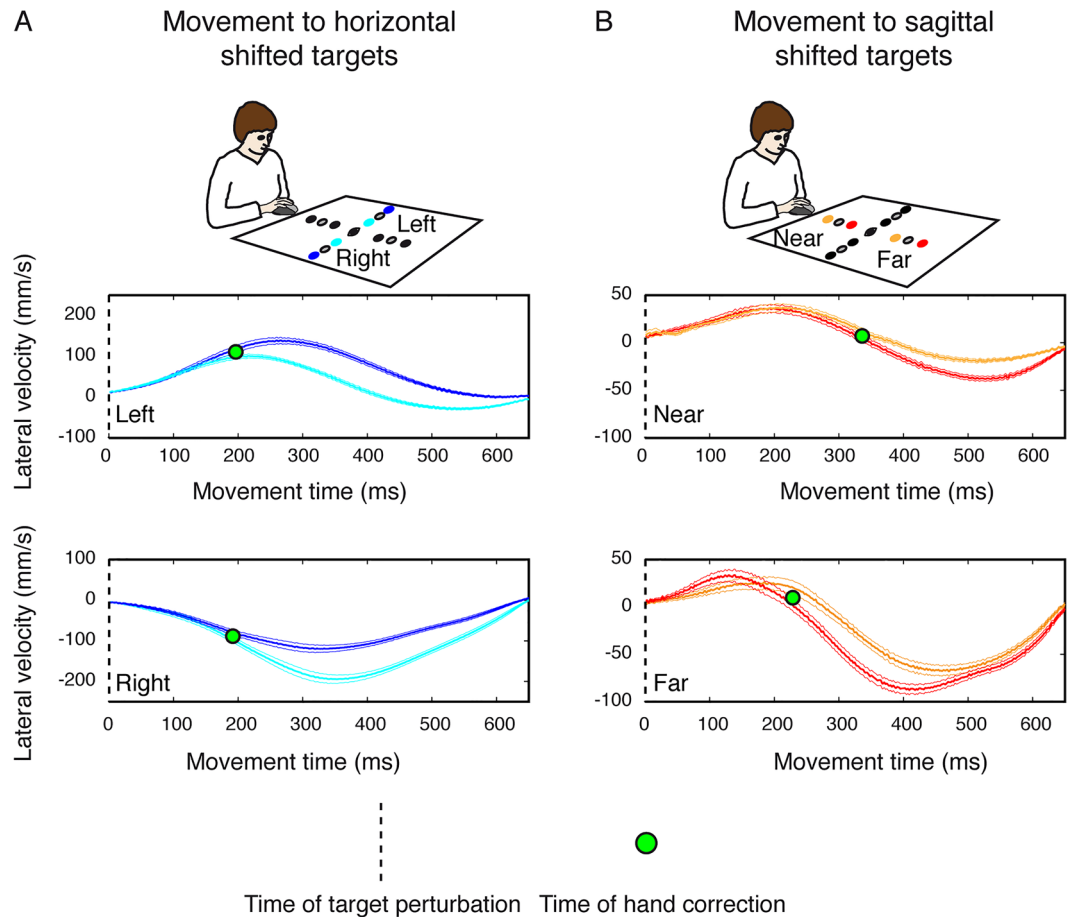 A
Movement to horizontal
shifted targets
B
Movement to sagittal
shifted targets
Left
Right
Near
Far
Lateral velocity (mm/s)
200
100
0
-100
Left
0 100 200 300 400 500 600
Movement time (ms)
50
0
-50
-100
Near
0 100 200 300 400 500 600
Movement time (ms)
Lateral velocity (mm/s)
100
0
-100
-200
Right
0 100 200 300 400 500 600
Movement time (ms)
50
0
-50
-100
Far
0 100 200 300 400 500 600
Movement time (ms)
Time of target perturbation
Time of hand correction